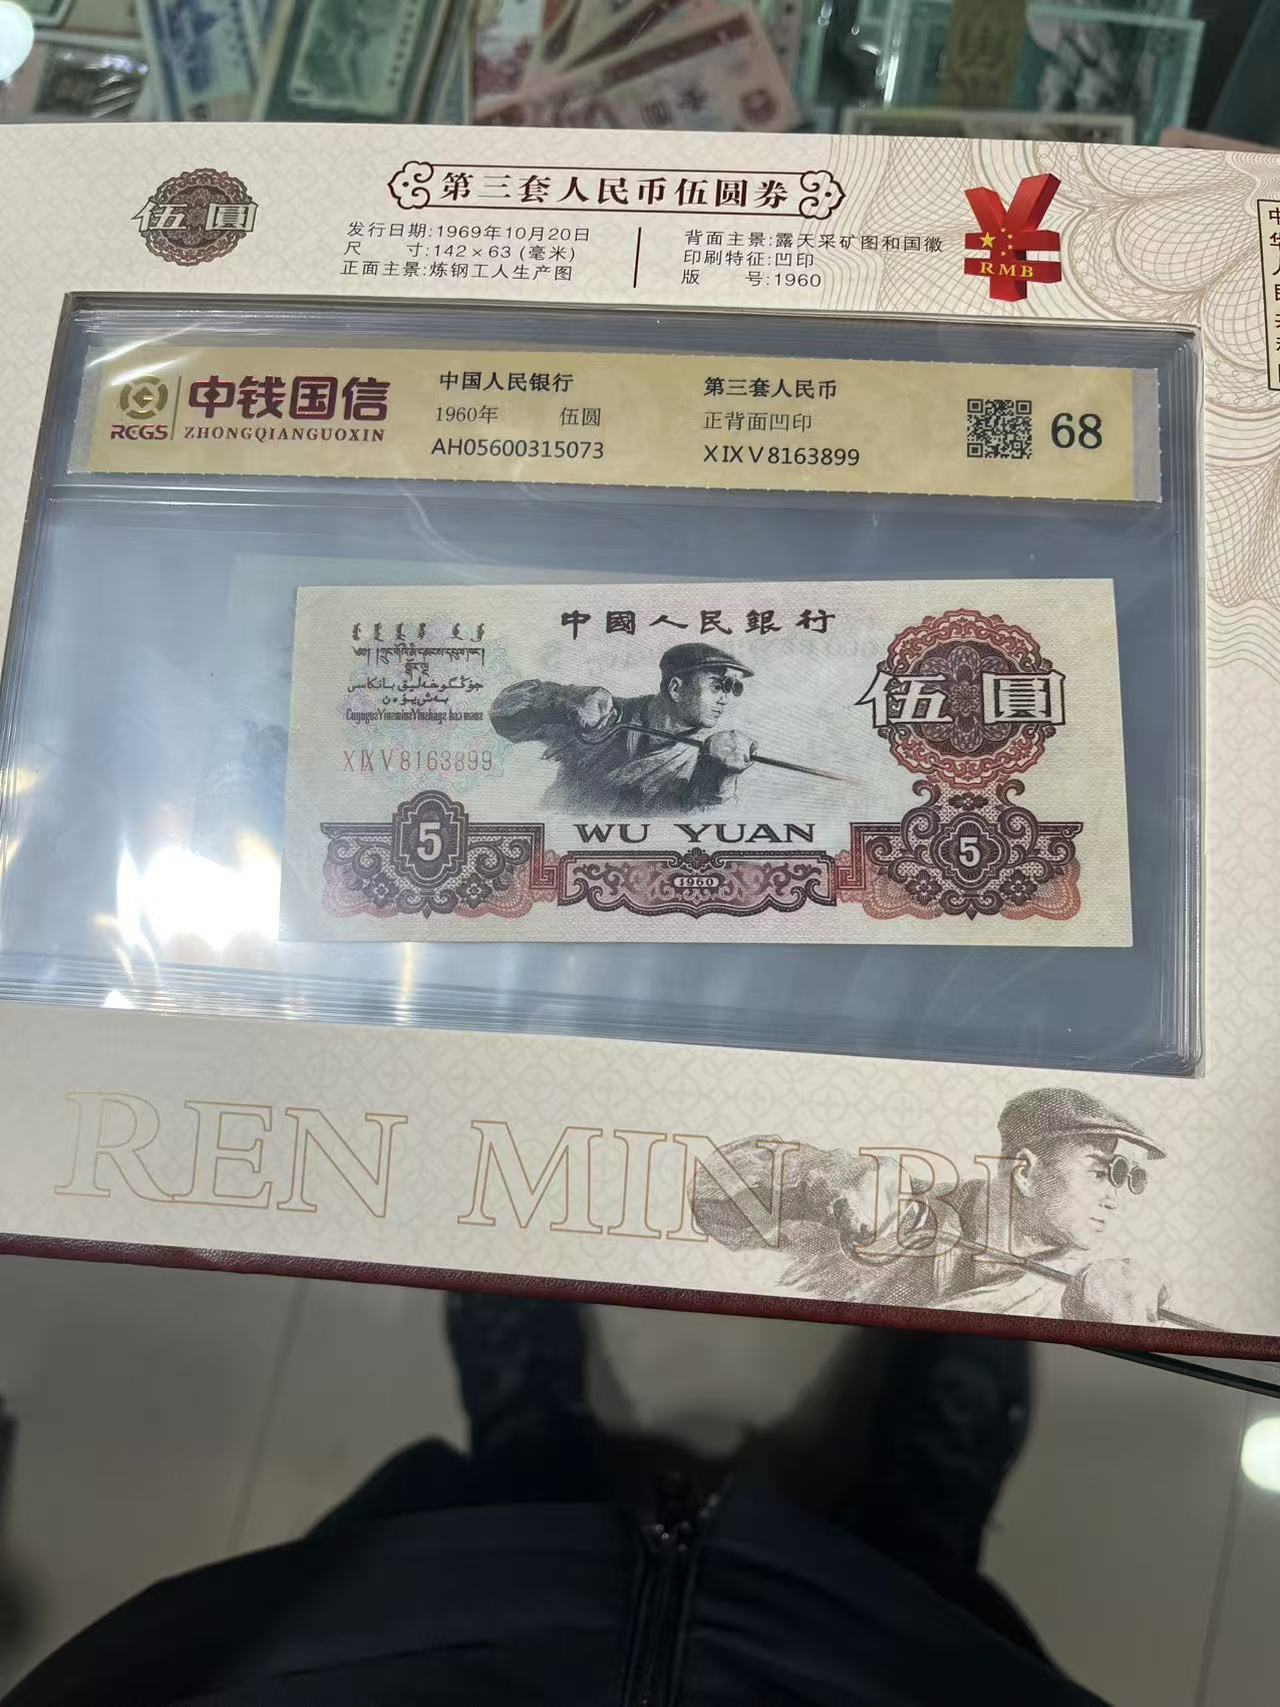 伍圓
第三套人民币伍圆券
发行日期:1969年10月20日
尺　　寸:142×63 (毫米)
正面主景:炼钢工人生产图
背面主景:露天采矿图和国徽
印刷特征:凹印
版　　号:1960
RMB
中钱国信
RCGS
ZHONGQIANGUOXIN
中国人民银行
1960年 伍圆
AH05600315073
第三套人民币
正背面凹印
XIXV8163899
68
中國人民銀行
伍圓
XIXV8163899
5
WU YUAN
1960
5
REN MIN BI